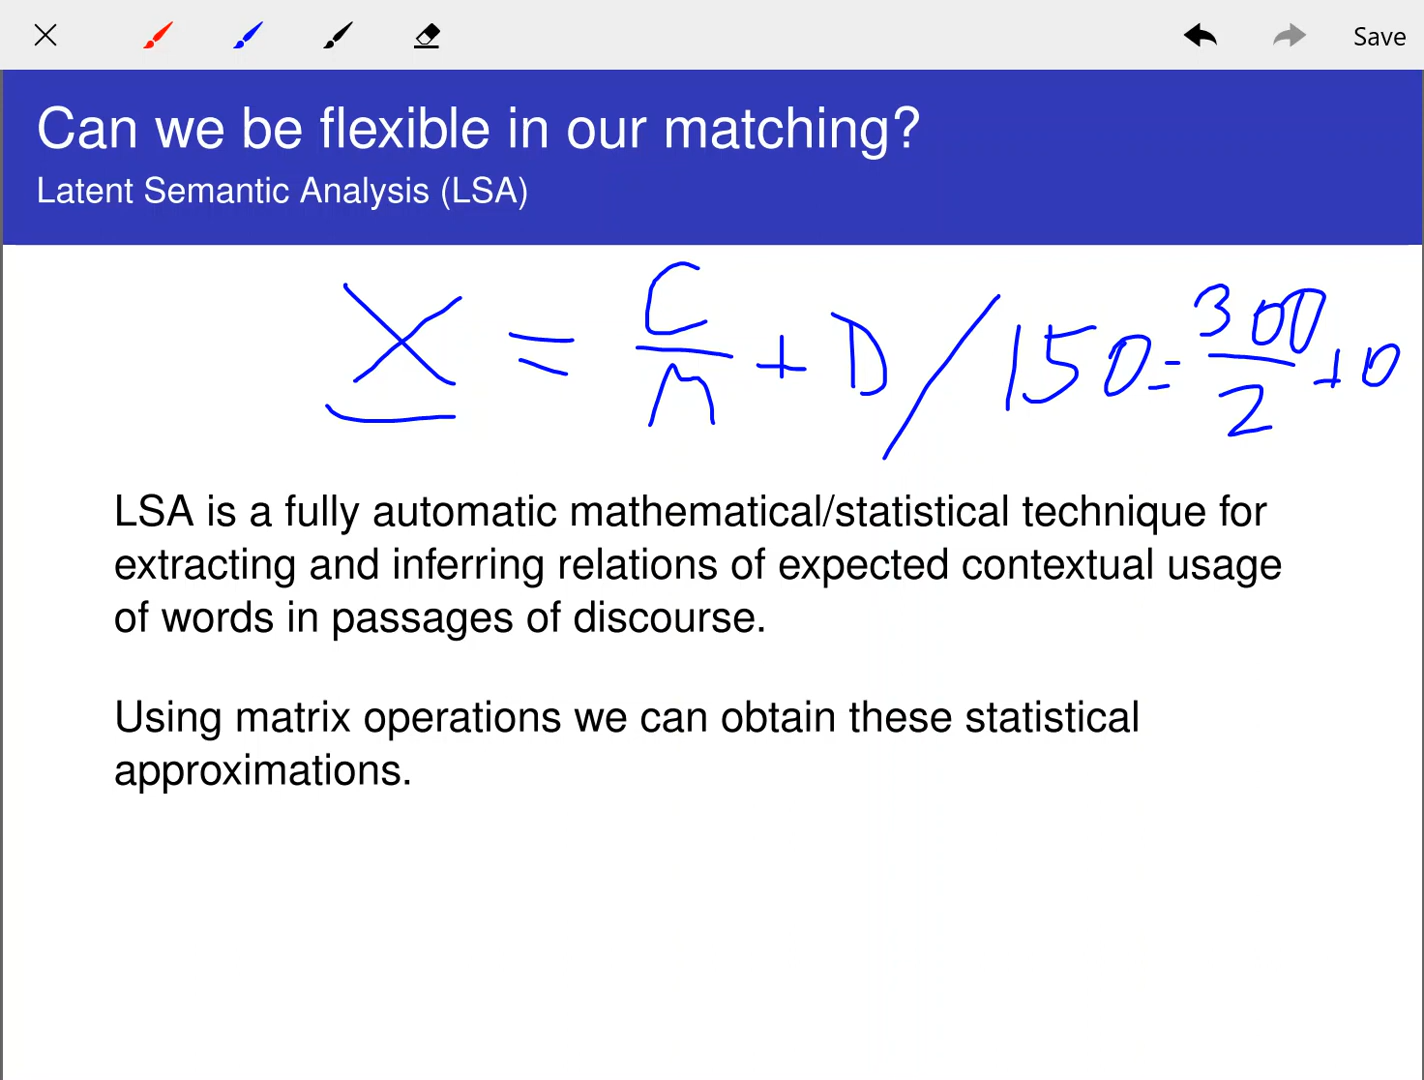 Save
Can we be flexible in our matching?
Latent Semantic Analysis (LSA)
X = C/n + D / 150 = 300/2 + 0
LSA is a fully automatic mathematical/statistical technique for
extracting and inferring relations of expected contextual usage
of words in passages of discourse.
Using matrix operations we can obtain these statistical
approximations.